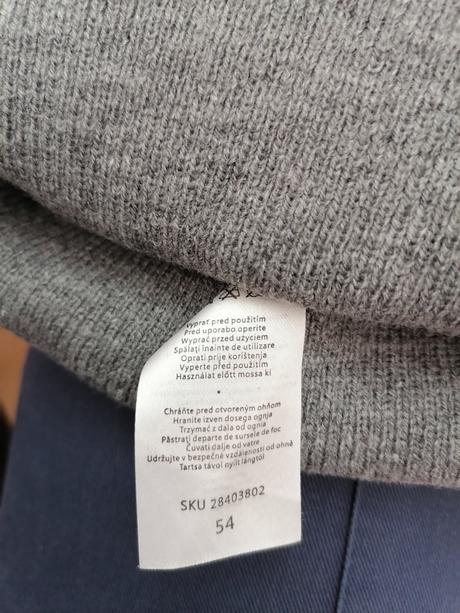 Vyprať pred použitím
Pred uporabo operite
Wyprać przed użyciem
Spălați înainte de utilizare
Oprati prije korištenja
Vyperte před použitím
Használat előtt mossa ki
•
Chráňte pred otvoreným ohňom
Hranite izven dosega ognja
Trzymać z dala od ognia
Păstrați departe de sursele de foc
Čuvati dalje od vatre
Udržujte v bezpečné vzdálenosti od ohně
Tartsa távol nyílt lángtól
SKU 28403802
54